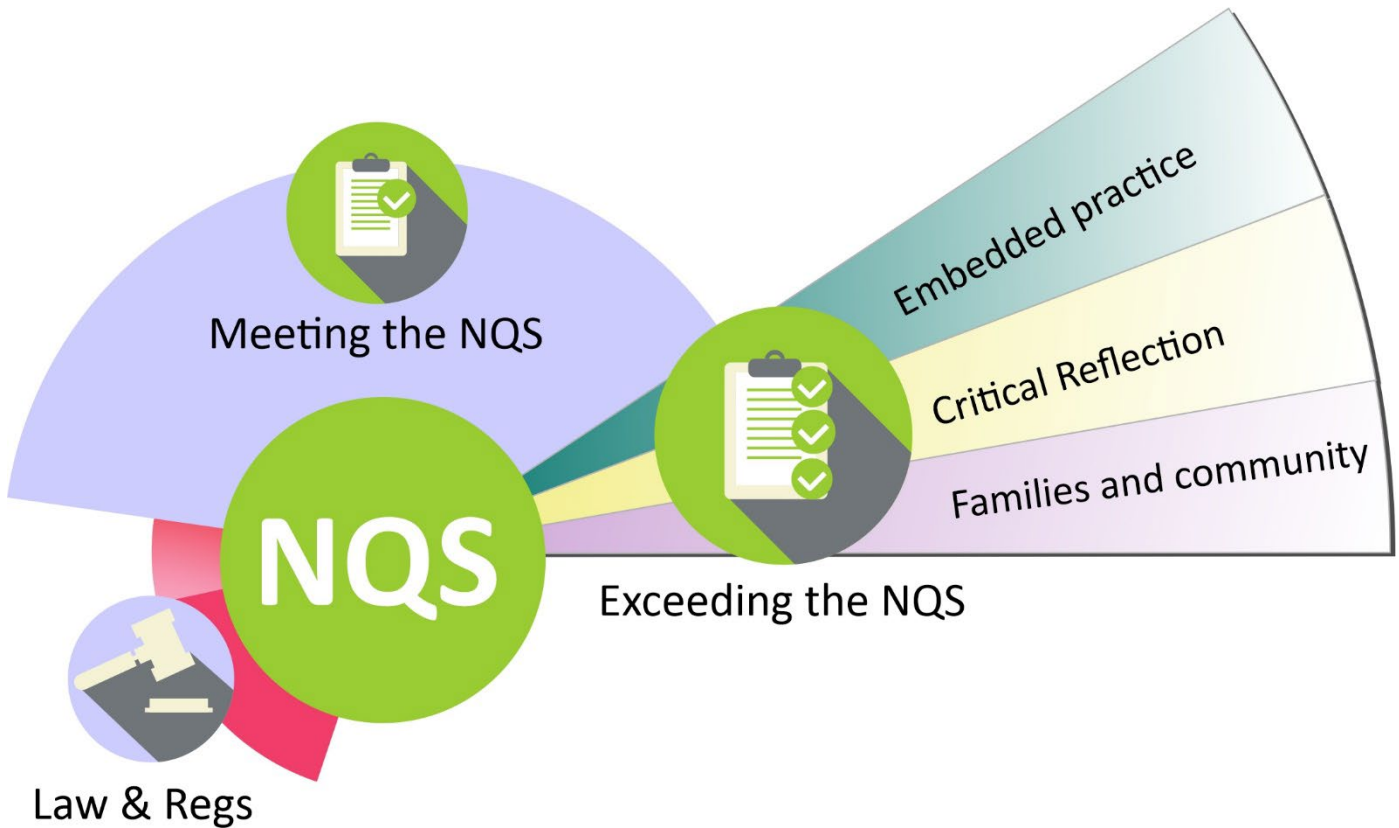 Meeting the NQS
Embedded practice
Critical Reflection
Families and community
NQS
Exceeding the NQS
Law & Regs